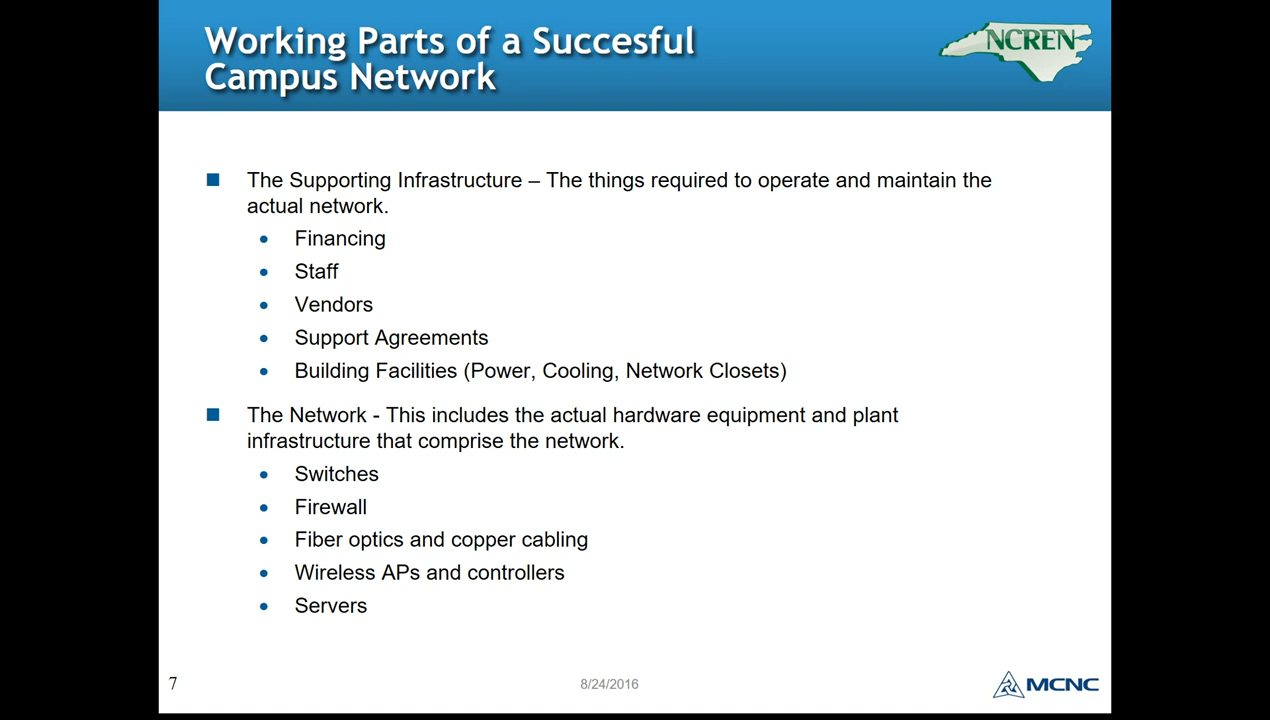 Working Parts of a Succesful
Campus Network
NCREN
The Supporting Infrastructure – The things required to operate and maintain the
actual network.
Financing
Staff
Vendors
Support Agreements
Building Facilities (Power, Cooling, Network Closets)
The Network - This includes the actual hardware equipment and plant
infrastructure that comprise the network.
Switches
Firewall
Fiber optics and copper cabling
Wireless APs and controllers
Servers
7
8/24/2016
MCNC